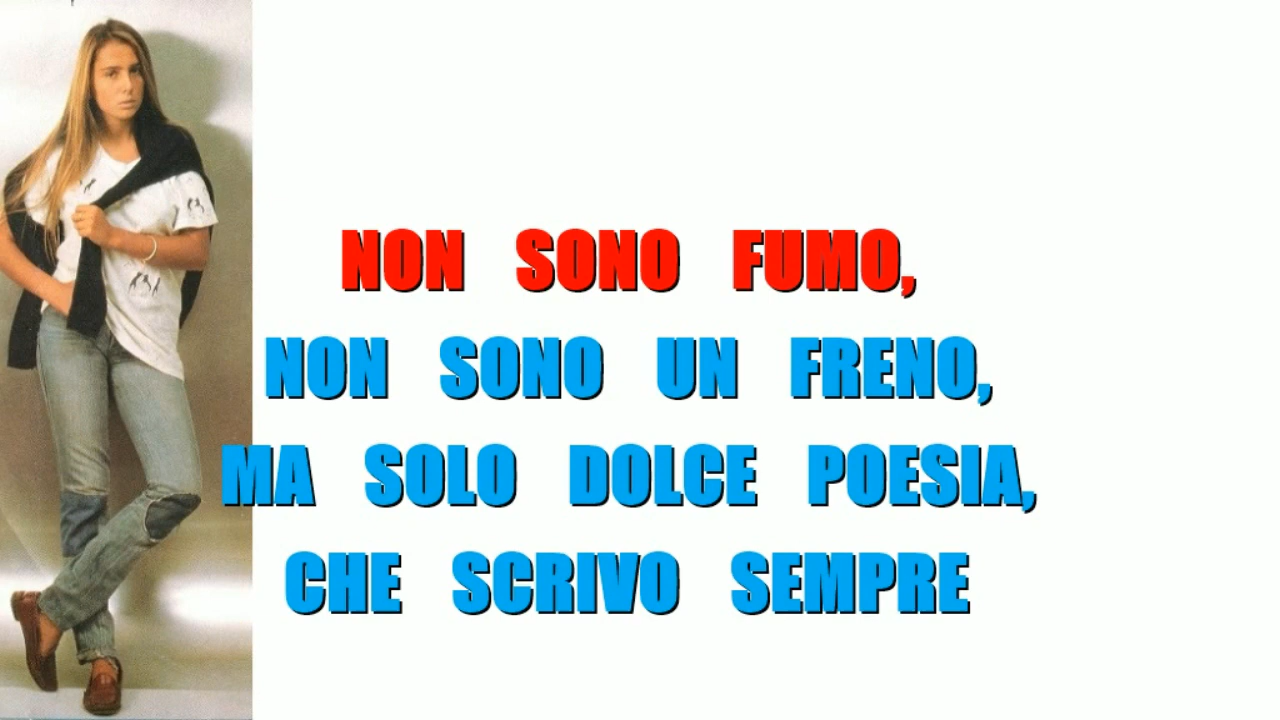 NON SONO FUMO,
NON SONO UN FRENO,
MA SOLO DOLCE POESIA,
CHE SCRIVO SEMPRE